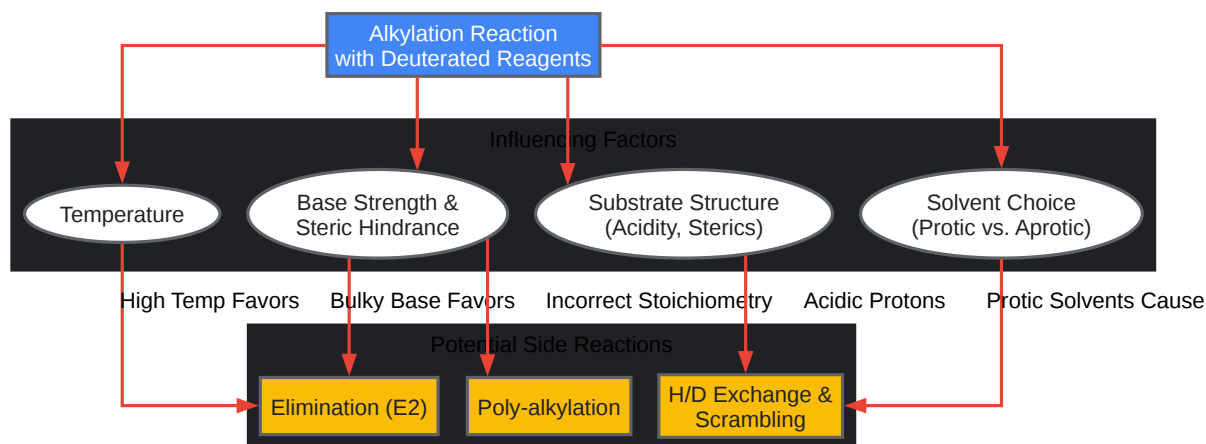 Alkylation Reaction
with Deuterated Reagents
Influencing Factors
Temperature
Base Strength &
Steric Hindrance
Substrate Structure
(Acidity, Sterics)
Solvent Choice
(Protic vs. Aprotic)
High Temp Favors
Bulky Base Favors
Incorrect Stoichiometry
Acidic Protons
Protic Solvents Cause
Potential Side Reactions
Elimination (E2)
Poly-alkylation
H/D Exchange &
Scrambling